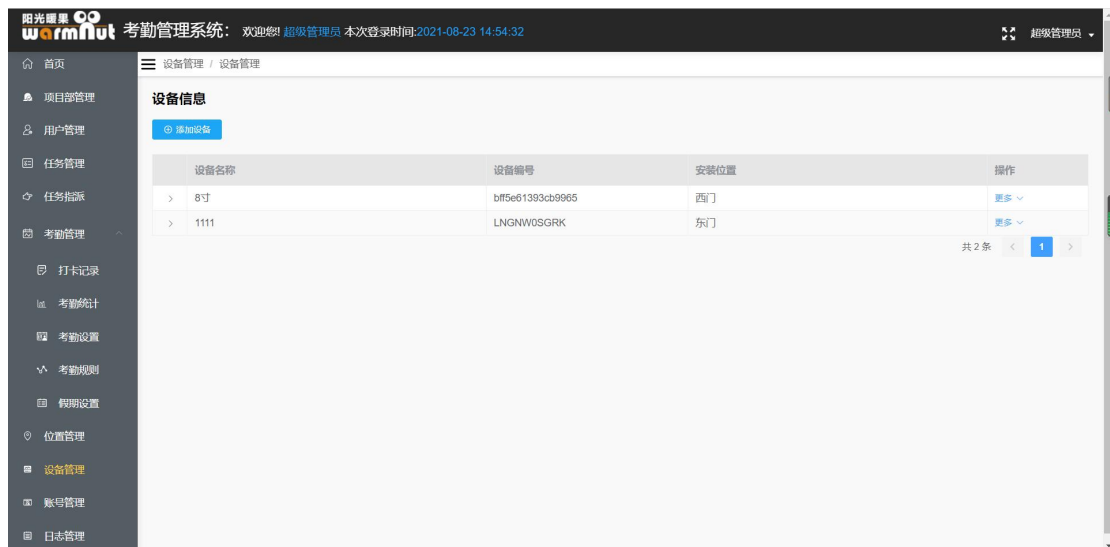 阳光暖果
warmnut 考勤管理系统： 欢迎您! 超级管理员 本次登录时间:2021-08-23 14:54:32 超级管理员
首页
设备管理 / 设备管理
项目部管理
设备信息
用户管理
添加设备
任务管理
设备名称 设备编号 安装位置 操作
任务指派
8寸 bff5e61393cb9965 西门 更多
1111 LNGNW0SGRK 东门 更多
考勤管理
共 2 条 < 1 >
打卡记录
考勤统计
考勤设置
考勤规则
假期设置
位置管理
设备管理
账号管理
日志管理